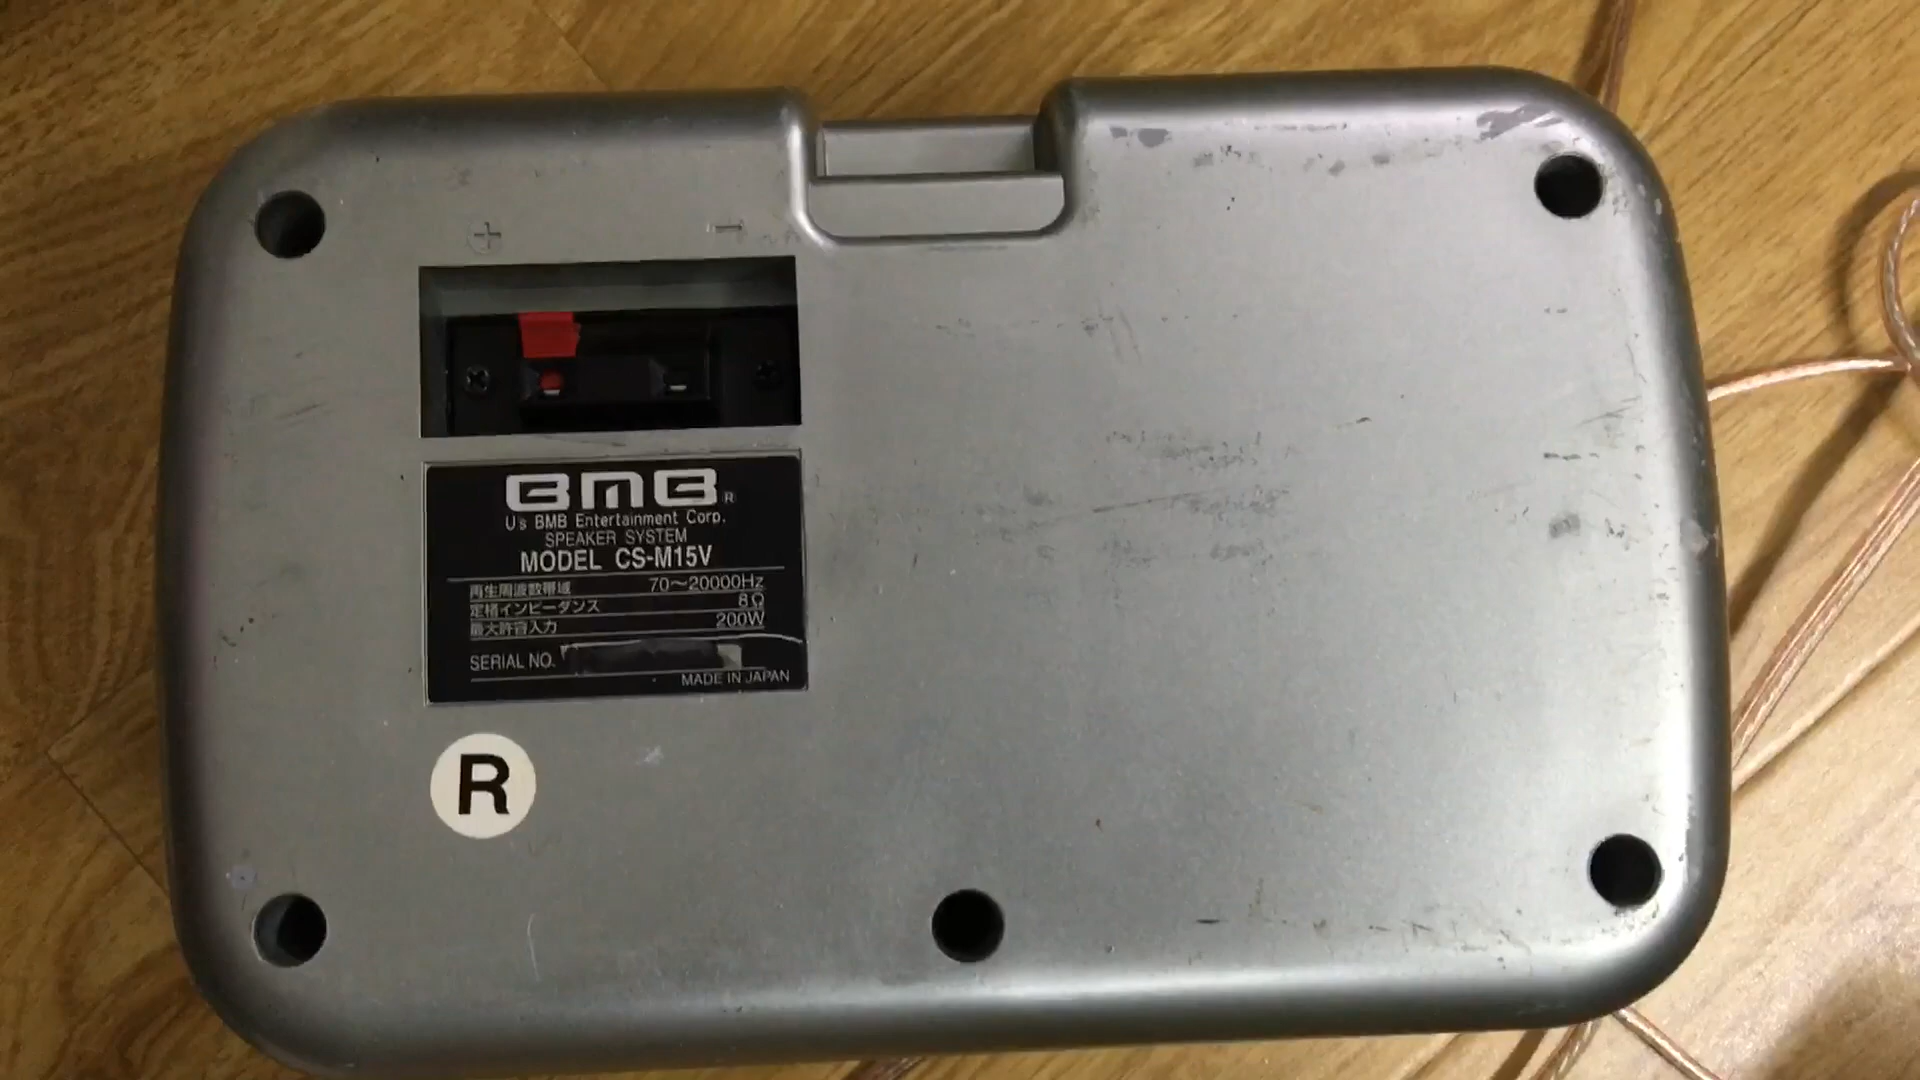 + −
BMB®
U's BMB Entertainment Corp.
SPEAKER SYSTEM
MODEL CS-M15V
再生周波数帯域 70～20000Hz
定格インピーダンス 8Ω
最大許容入力 200W
SERIAL NO.
MADE IN JAPAN
R